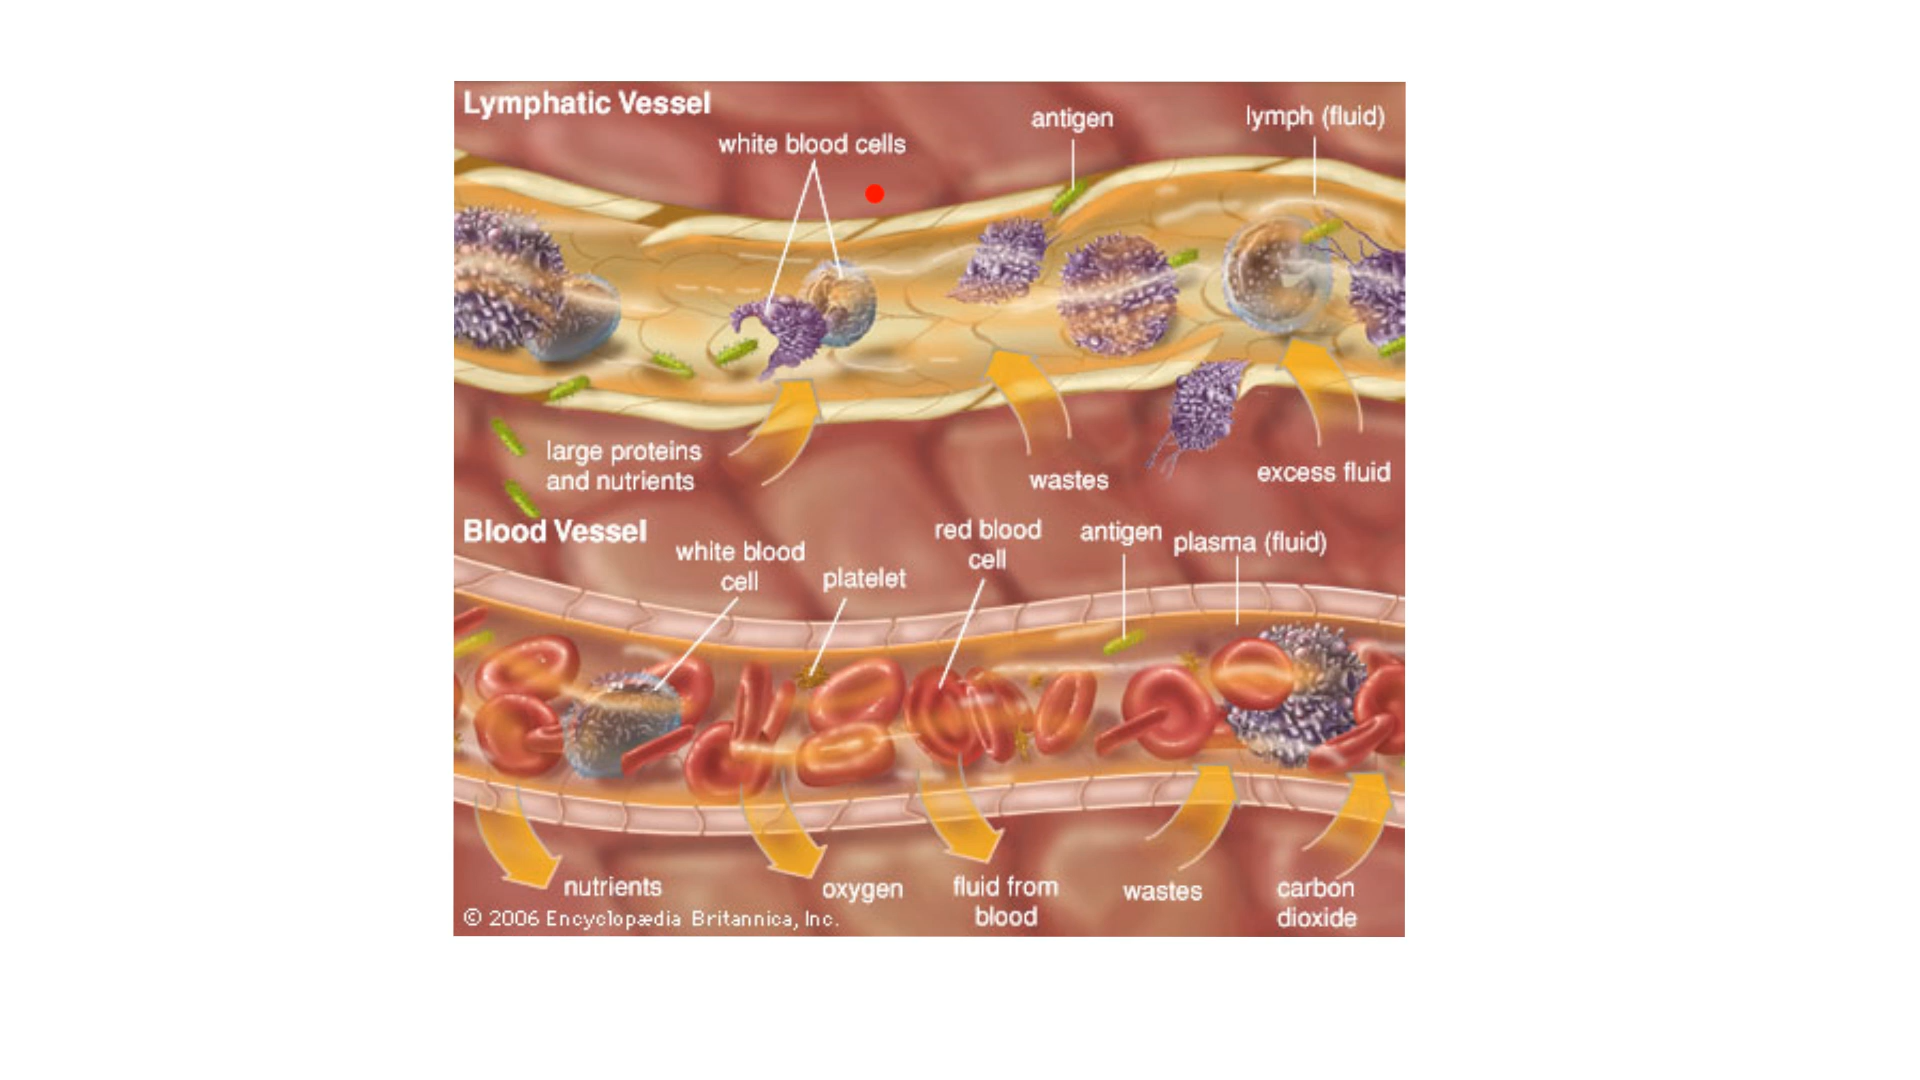 Lymphatic Vessel
white blood cells
antigen
lymph (fluid)
large proteins
and nutrients
wastes
excess fluid
Blood Vessel
white blood
cell
platelet
red blood
cell
antigen
plasma (fluid)
nutrients
oxygen
fluid from
blood
wastes
carbon
dioxide
© 2006 Encyclopædia Britannica, Inc.